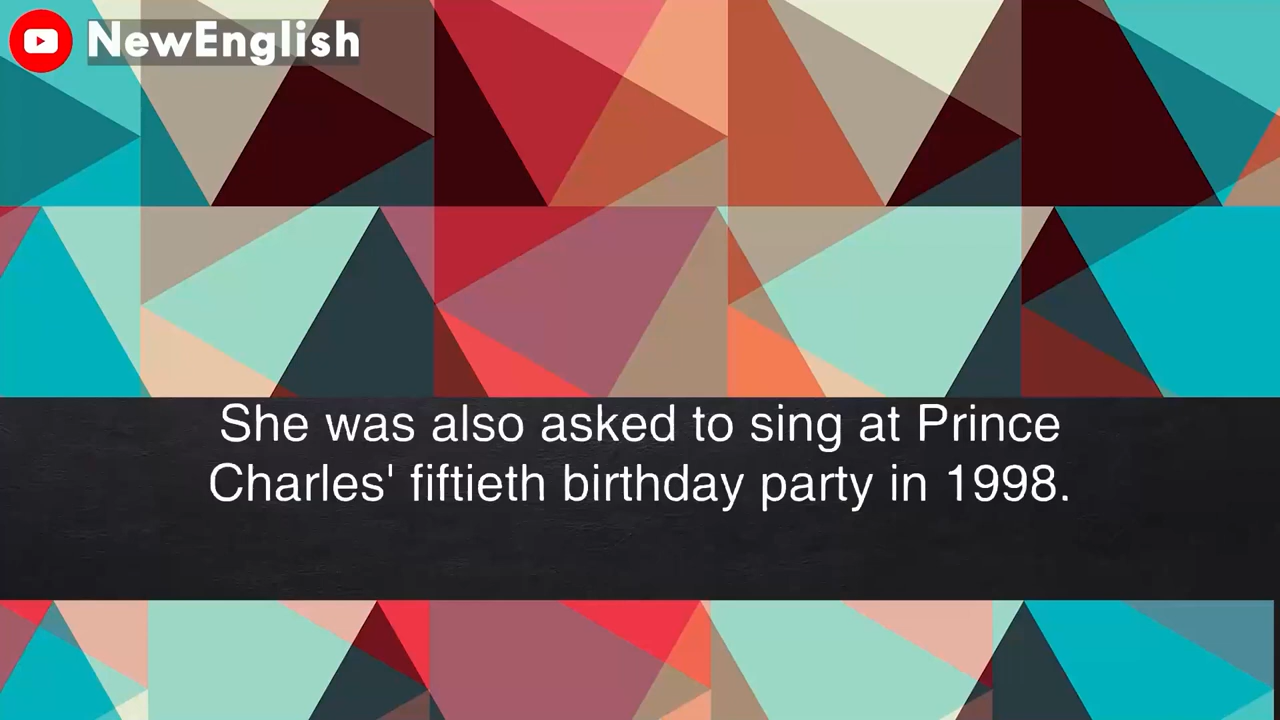 NewEnglish
She was also asked to sing at Prince
Charles' fiftieth birthday party in 1998.